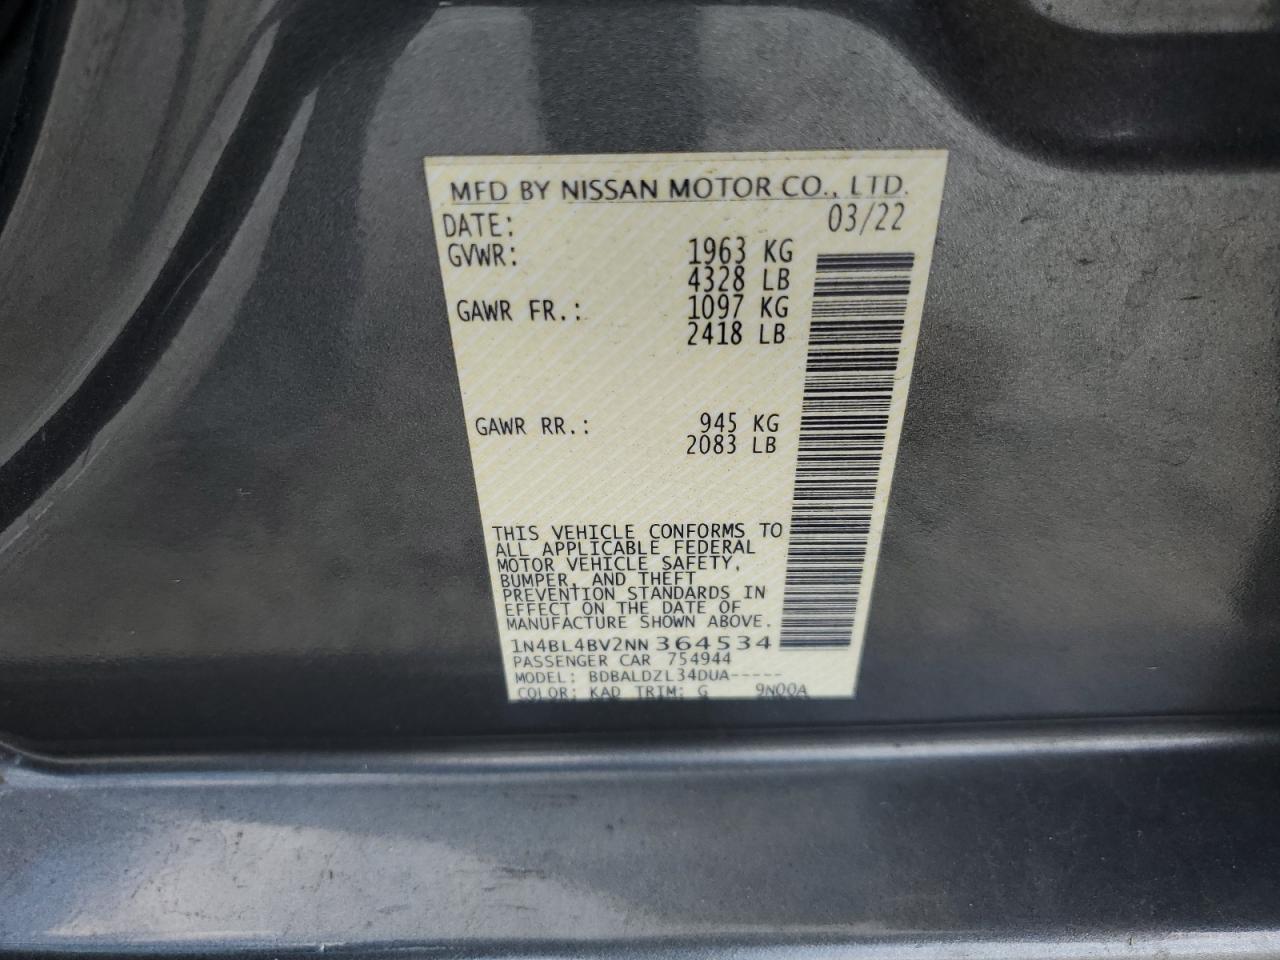 MFD BY NISSAN MOTOR CO., LTD.
DATE: 03/22
GVWR: 1963 KG
4328 LB
GAWR FR.: 1097 KG
2418 LB
GAWR RR.: 945 KG
2083 LB
THIS VEHICLE CONFORMS TO
ALL APPLICABLE FEDERAL
MOTOR VEHICLE SAFETY,
BUMPER, AND THEFT
PREVENTION STANDARDS IN
EFFECT ON THE DATE OF
MANUFACTURE SHOWN ABOVE.
1N4BL4BV2NN364534
PASSENGER CAR 754944
MODEL: BDBALDZL34DUA-----
COLOR: KAD TRIM: G 9N00A